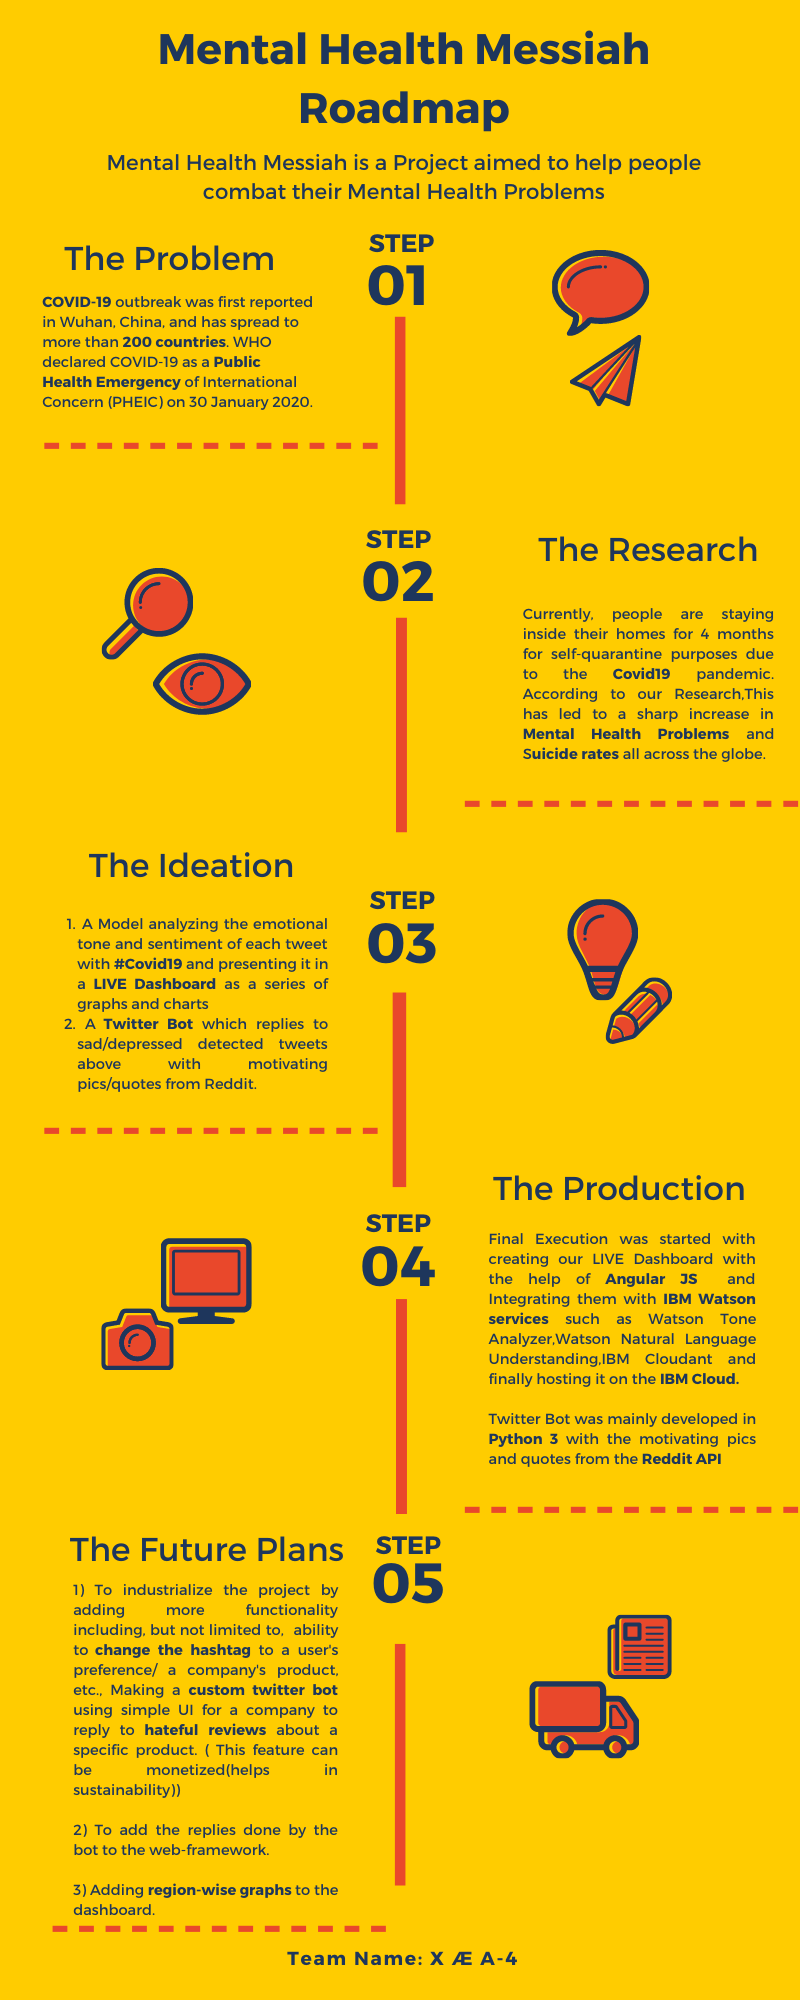 Mental Health Messiah
Roadmap
Mental Health Messiah is a Project aimed to help people
combat their Mental Health Problems
STEP
01
The Problem
COVID-19 outbreak was first reported
in Wuhan, China, and has spread to
more than 200 countries. WHO
declared COVID-19 as a Public
Health Emergency of International
Concern (PHEIC) on 30 January 2020.
STEP
02
The Research
Currently, people are staying
inside their homes for 4 months
for self-quarantine purposes due
to the Covid19 pandemic.
According to our Research,This
has led to a sharp increase in
Mental Health Problems and
Suicide rates all across the globe.
The Ideation
STEP
03
1. A Model analyzing the emotional
tone and sentiment of each tweet
with #Covid19 and presenting it in
a LIVE Dashboard as a series of
graphs and charts
2. A Twitter Bot which replies to
sad/depressed detected tweets
above with motivating
pics/quotes from Reddit.
The Production
STEP
04
Final Execution was started with
creating our LIVE Dashboard with
the help of Angular JS and
Integrating them with IBM Watson
services such as Watson Tone
Analyzer,Watson Natural Language
Understanding,IBM Cloudant and
finally hosting it on the IBM Cloud.
Twitter Bot was mainly developed in
Python 3 with the motivating pics
and quotes from the Reddit API
The Future Plans
STEP
05
1) To industrialize the project by
adding more functionality
including, but not limited to, ability
to change the hashtag to a user's
preference/ a company's product,
etc., Making a custom twitter bot
using simple UI for a company to
reply to hateful reviews about a
specific product. ( This feature can
be monetized(helps in
sustainability))
2) To add the replies done by the
bot to the web-framework.
3) Adding region-wise graphs to the
dashboard.
Team Name: X Æ A-4